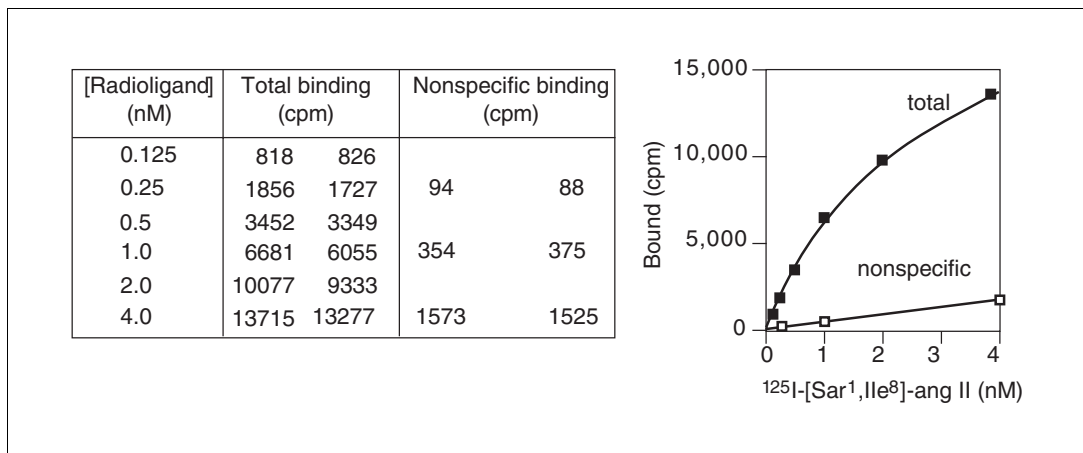 [Radioligand] Total binding Nonspecific binding
(nM) (cpm) (cpm)
0.125 818 826
0.25 1856 1727 94 88
0.5 3452 3349
1.0 6681 6055 354 375
2.0 10077 9333
4.0 13715 13277 1573 1525
15,000
10,000
5,000
0
Bound (cpm)
total
nonspecific
0 1 2 3 4
¹²⁵I-[Sar¹,Ile⁸]-ang II (nM)